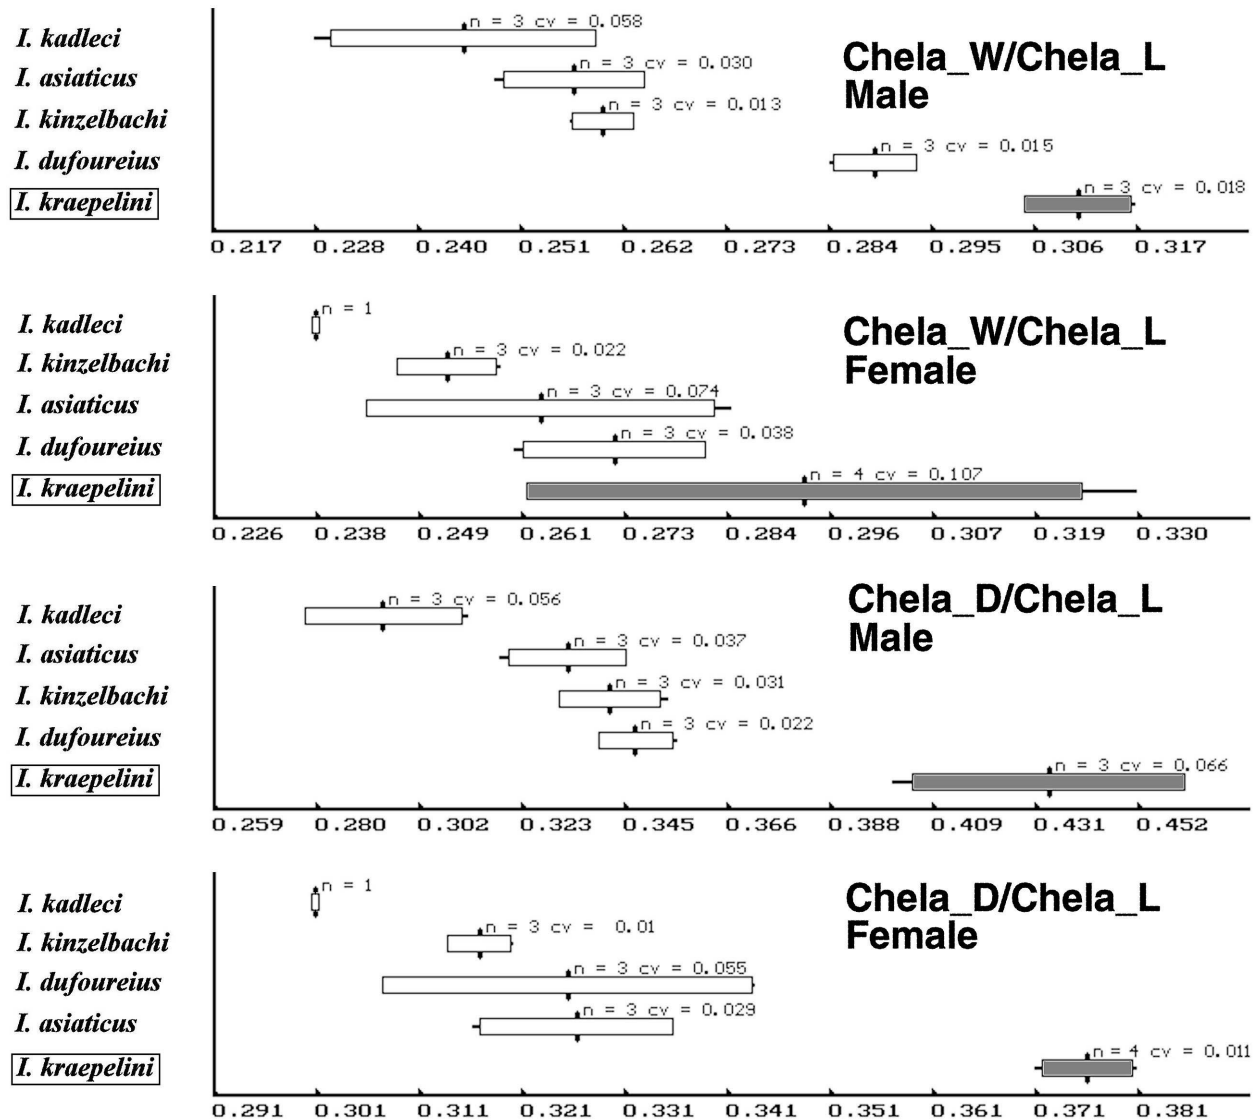 I. kadleci n = 3 cv = 0.058
Chela_W/Chela_L
Male
I. asiaticus n = 3 cv = 0.030
I. kinzelbachi n = 3 cv = 0.013
I. dufoureius n = 3 cv = 0.015
I. kraepelini n = 3 cv = 0.018
0.217 0.228 0.240 0.251 0.262 0.273 0.284 0.295 0.306 0.317
I. kadleci n = 1
Chela_W/Chela_L
Female
I. kinzelbachi n = 3 cv = 0.022
I. asiaticus n = 3 cv = 0.074
I. dufoureius n = 3 cv = 0.038
I. kraepelini n = 4 cv = 0.107
0.226 0.238 0.249 0.261 0.273 0.284 0.296 0.307 0.319 0.330
I. kadleci n = 3 cv = 0.056
Chela_D/Chela_L
Male
I. asiaticus n = 3 cv = 0.037
I. kinzelbachi n = 3 cv = 0.031
I. dufoureius n = 3 cv = 0.022
I. kraepelini n = 3 cv = 0.066
0.259 0.280 0.302 0.323 0.345 0.366 0.388 0.409 0.431 0.452
I. kadleci n = 1
Chela_D/Chela_L
Female
I. kinzelbachi n = 3 cv = 0.01
I. dufoureius n = 3 cv = 0.055
I. asiaticus n = 3 cv = 0.029
I. kraepelini n = 4 cv = 0.011
0.291 0.301 0.311 0.321 0.331 0.341 0.351 0.361 0.371 0.381